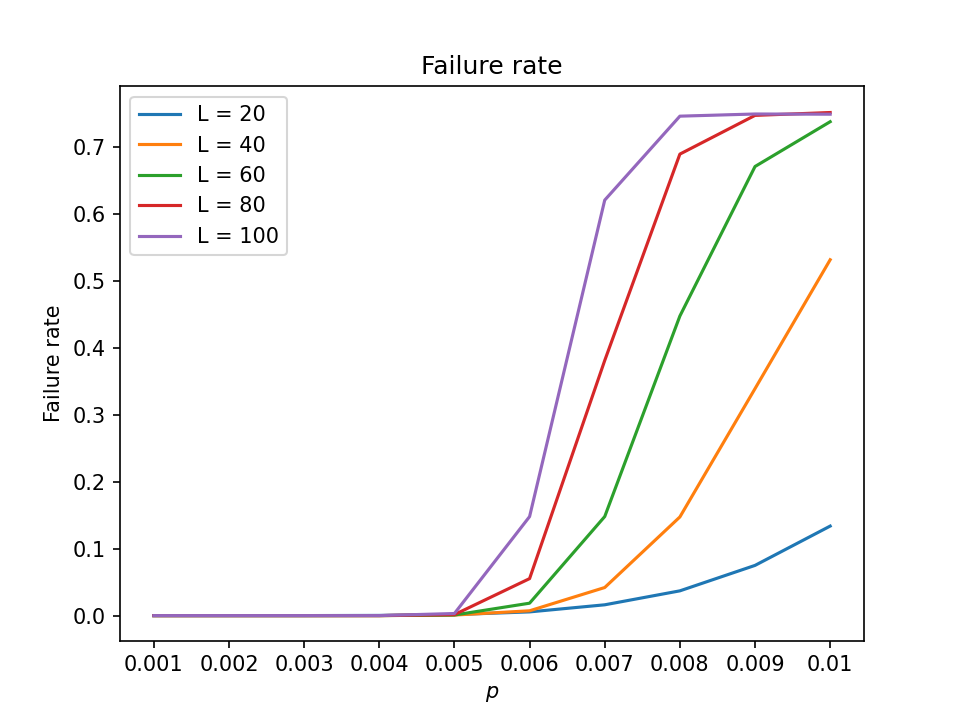 Failure rate
L = 20
L = 40
L = 60
L = 80
L = 100
Failure rate
0.7
0.6
0.5
0.4
0.3
0.2
0.1
0.0
0.001 0.002 0.003 0.004 0.005 0.006 0.007 0.008 0.009 0.01
p